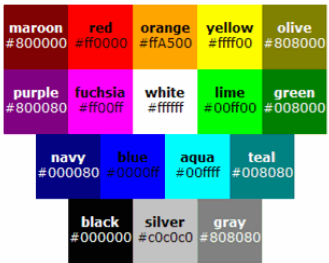 maroon red orange yellow olive
#800000 #ff0000 #ffA500 #ffff00 #808000
purple fuchsia white lime green
#800080 #ff00ff #ffffff #00ff00 #008000
navy blue aqua teal
#000080 #0000ff #00ffff #008080
black silver gray
#000000 #c0c0c0 #808080